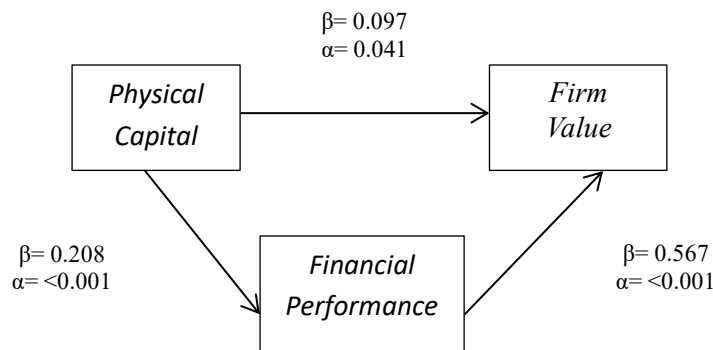 β= 0.097
α= 0.041
Physical
Capital
Firm
Value
β= 0.208
α= <0.001
Financial
Performance
β= 0.567
α= <0.001